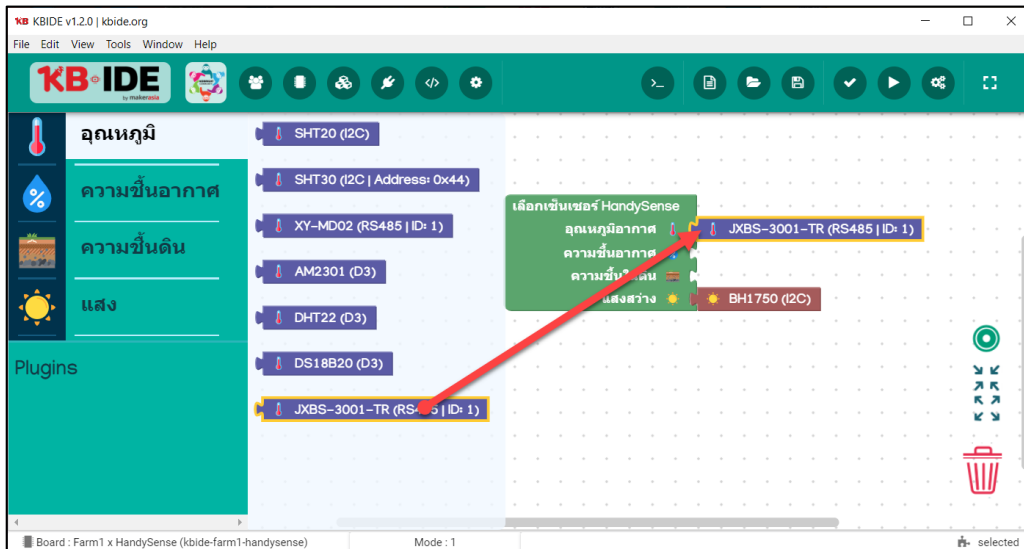 KB KBIDE v1.2.0 | kbide.org
File Edit View Tools Window Help
KB IDE
by makerasia
อุณหภูมิ
ความชื้นอากาศ
ความชื้นดิน
แสง
Plugins
SHT20 (I2C)
SHT30 (I2C | Address: 0x44)
XY-MD02 (RS485 | ID: 1)
AM2301 (D3)
DHT22 (D3)
DS18B20 (D3)
JXBS-3001-TR (RS485 | ID: 1)
เลือกเซ็นเซอร์ HandySense
อุณหภูมิอากาศ JXBS-3001-TR (RS485 | ID: 1)
ความชื้นอากาศ
ความชื้นในดิน
แสงสว่าง BH1750 (I2C)
Board : Farm1 x HandySense (kbide-farm1-handysense) Mode : 1 selected